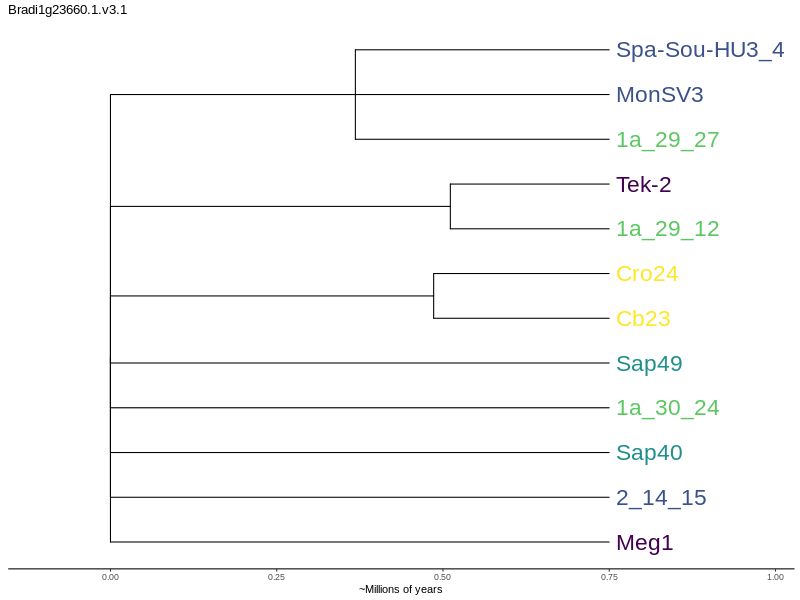 Bradi1g23660.1.v3.1
Spa-Sou-HU3_4
MonSV3
1a_29_27
Tek-2
1a_29_12
Cro24
Cb23
Sap49
1a_30_24
Sap40
2_14_15
Meg1
0.00 0.25 0.50 0.75 1.00
~Millions of years